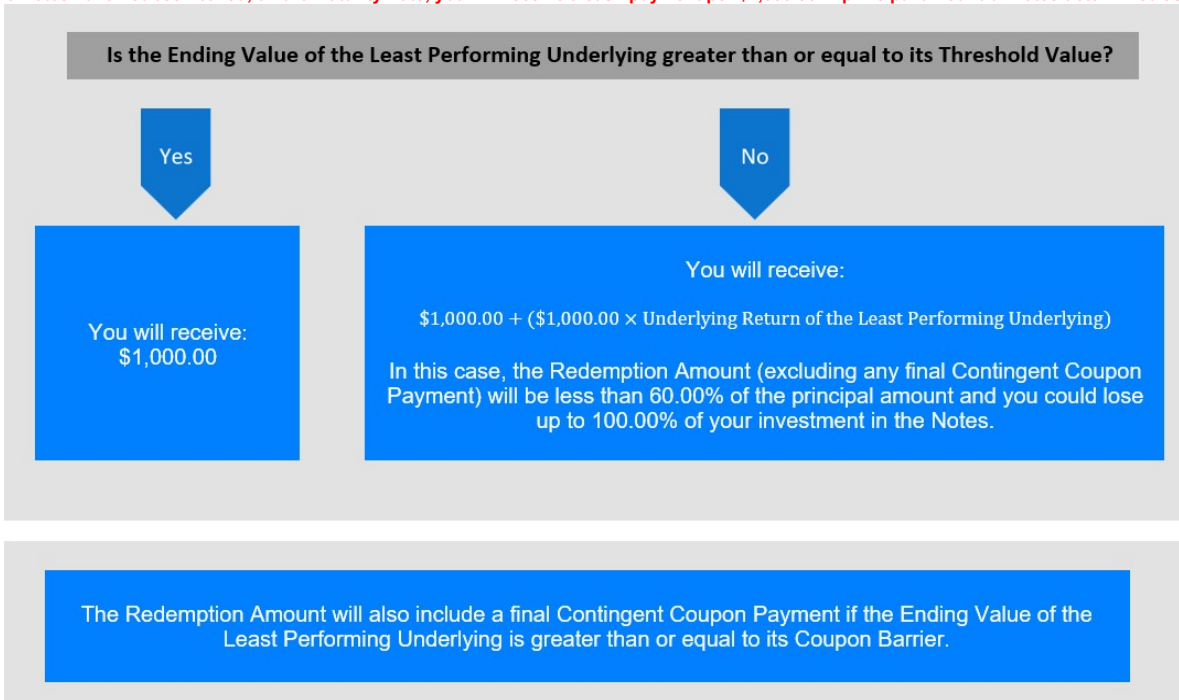 Is the Ending Value of the Least Performing Underlying greater than or equal to its Threshold Value?
Yes
No
You will receive:
$1,000.00
You will receive:
$1,000.00 + ($1,000.00 × Underlying Return of the Least Performing Underlying)
In this case, the Redemption Amount (excluding any final Contingent Coupon
Payment) will be less than 60.00% of the principal amount and you could lose
up to 100.00% of your investment in the Notes.
The Redemption Amount will also include a final Contingent Coupon Payment if the Ending Value of the
Least Performing Underlying is greater than or equal to its Coupon Barrier.